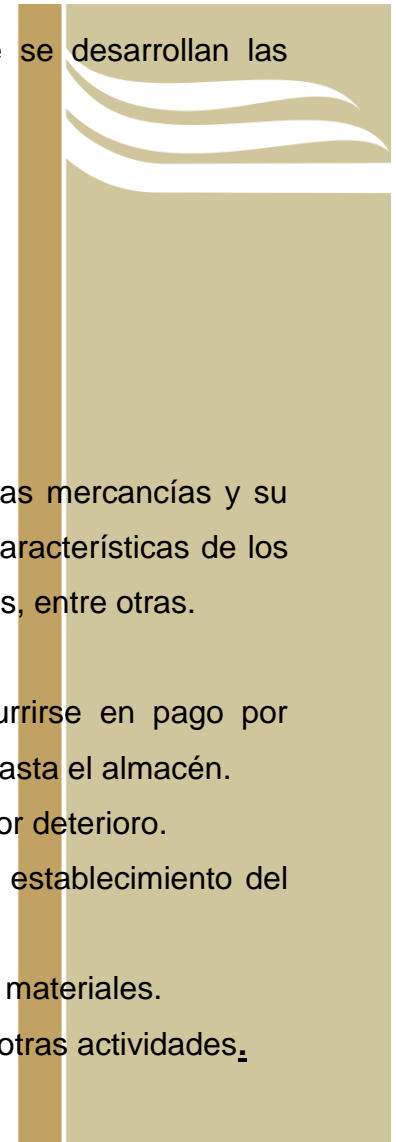 se desarrollan las
as mercancías y su
aracterísticas de los
s, entre otras.
urrirse en pago por
asta el almacén.
or deterioro.
establecimiento del
materiales.
otras actividades.